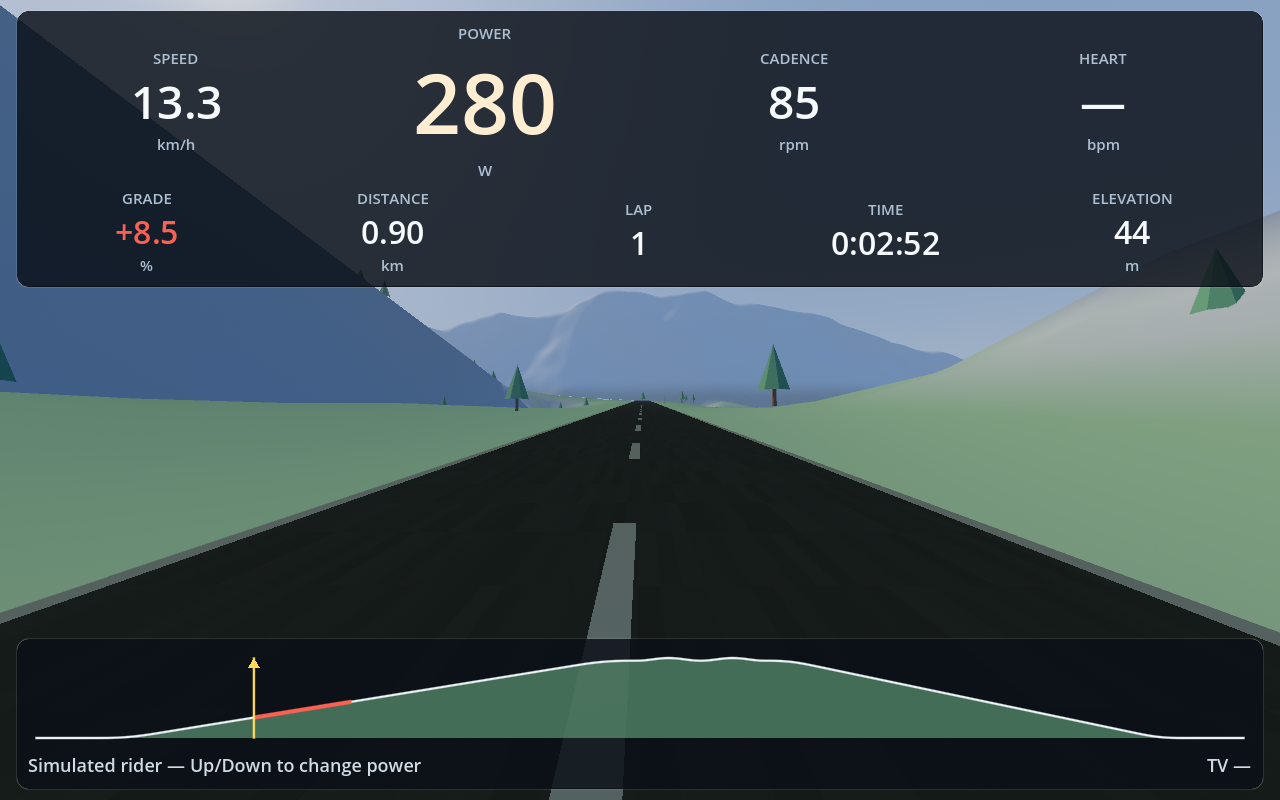 SPEED
13.3
km/h
POWER
280
W
CADENCE
85
rpm
HEART
—
bpm
GRADE
+8.5
%
DISTANCE
0.90
km
LAP
1
TIME
0:02:52
ELEVATION
44
m
Simulated rider — Up/Down to change power
TV —